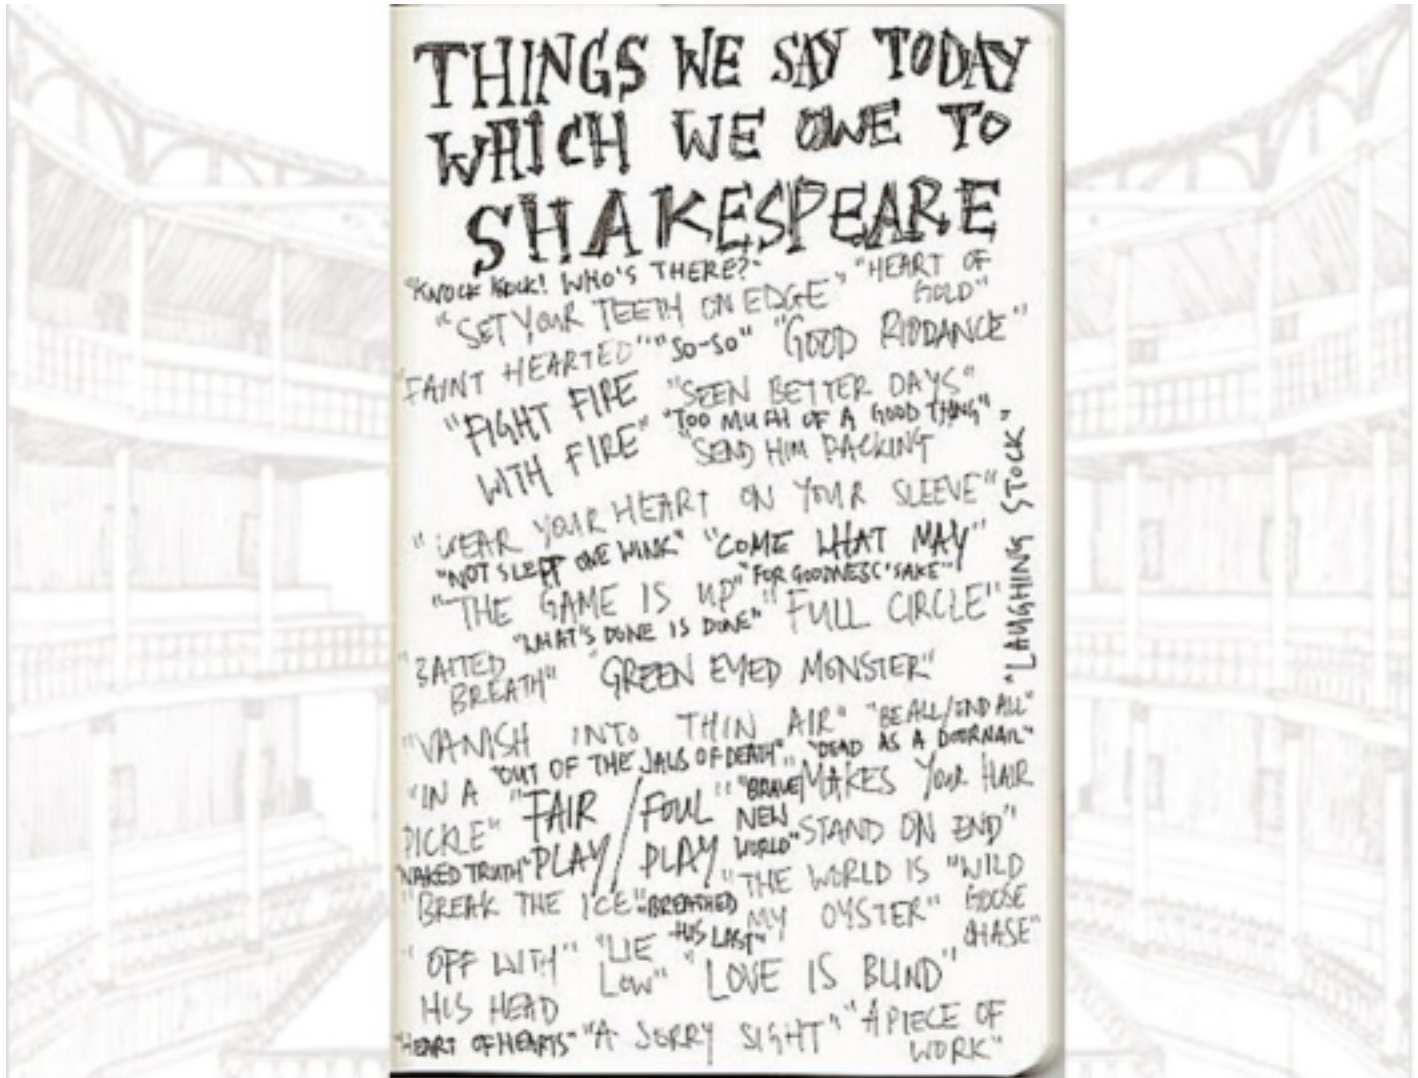 THINGS WE SAY TODAY
WHICH WE OWE TO
SHAKESPEARE
"KNOCK KNOCK! WHO'S THERE?" "HEART OF
GOLD"
"SET YOUR TEETH ON EDGE"
"FAINT HEARTED" "SO-SO" "GOOD RIDDANCE"
"FIGHT FIRE
WITH FIRE"
"SEEN BETTER DAYS"
"TOO MUCH OF A GOOD THING"
"SEND HIM PACKING
"WEAR YOUR HEART ON YOUR SLEEVE"
"LAUGHING STOCK"
"NOT SLEPT ONE WINK" "COME WHAT MAY"
"THE GAME IS UP" "FOR GOODNESS' SAKE"
"FULL CIRCLE"
"WHAT'S DONE IS DONE"
"BAITED
BREATH" "GREEN EYED MONSTER"
"VANISH INTO THIN AIR" "BE ALL/END ALL"
"OUT OF THE JAWS OF DEATH" "DEAD AS A DOORNAIL"
"IN A
PICKLE"
"FAIR / FOUL
PLAY / PLAY
"BRAVE
NEW
WORLD"
MAKES YOUR HAIR
STAND ON END"
"NAKED TRUTH"
"THE WORLD IS
MY OYSTER"
"WILD
GOOSE
CHASE"
"BREAK THE ICE" "BREATHED
HIS LAST"
"OFF WITH"
HIS HEAD
"LIE
LOW"
"LOVE IS BLIND"
"HEART OF HEARTS" "A SORRY SIGHT" "A PIECE OF
WORK"